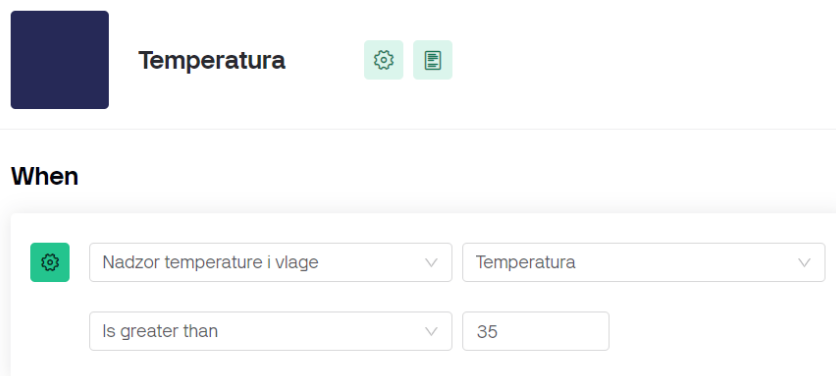 Temperatura
When
Nadzor temperature i vlage Temperatura
Is greater than 35